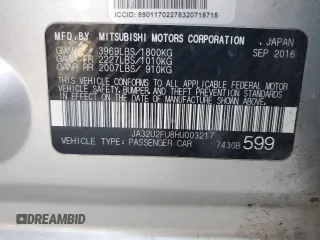 ICCID: 89011702278320718715
MFD.BY MITSUBISHI MOTORS CORPORATION , JAPAN
GVWR 3969LBS/1800KG SEP 2016
GAWR FR 2227LBS/1010KG
GAWR RR 2007LBS/ 910KG
THIS VEHICLE CONFORMS TO ALL APPLICABLE FEDERAL
MOTOR VEHICLE SAFETY, BUMPER, AND THEFT
PREVENTION STANDARDS IN EFFECT ON THE DATE OF
MANUFACTURE SHOWN ABOVE.
JA32U2FU8HU003217
VEHICLE TYPE: PASSENGER CAR 7430B 599
DREAMBID
DREAMBID.COM